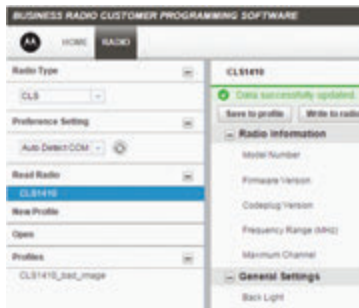 BUSINESS RADIO CUSTOMER PROGRAMMING SOFTWARE
HOME RADIO
Radio Type
CLS
Preference Setting
Auto Detect COM
Read Radio
CLS1410
New Profile
Open
Profiles
CLS1410_bad_image
CLS1410
Data successfully updated.
Save to profile Write to radio
Radio Information
Model Number
Firmware Version
Codeplug Version
Frequency Range (MHz)
Maximum Channel
General Settings
Back Light